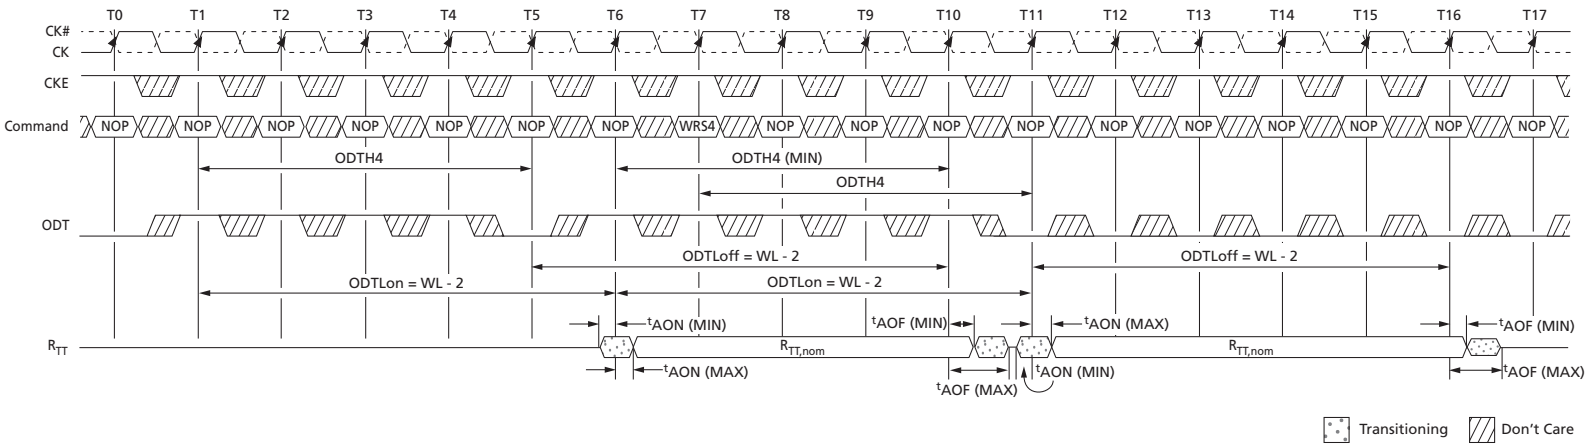 T0 T1 T2 T3 T4 T5 T6 T7 T8 T9 T10 T11 T12 T13 T14 T15 T16 T17
CK#
CK
CKE
Command NOP NOP NOP NOP NOP NOP NOP WRS4 NOP NOP NOP NOP NOP NOP NOP NOP NOP NOP
ODTH4 ODTH4 (MIN)
ODTH4
ODT
ODTLoff = WL - 2 ODTLoff = WL - 2
ODTLon = WL - 2 ODTLon = WL - 2
tAON (MIN) tAOF (MIN) tAON (MAX) tAOF (MIN)
RTT RTT,nom RTT,nom
tAON (MAX) tAON (MIN) tAOF (MAX)
tAOF (MAX)
Transitioning Don't Care